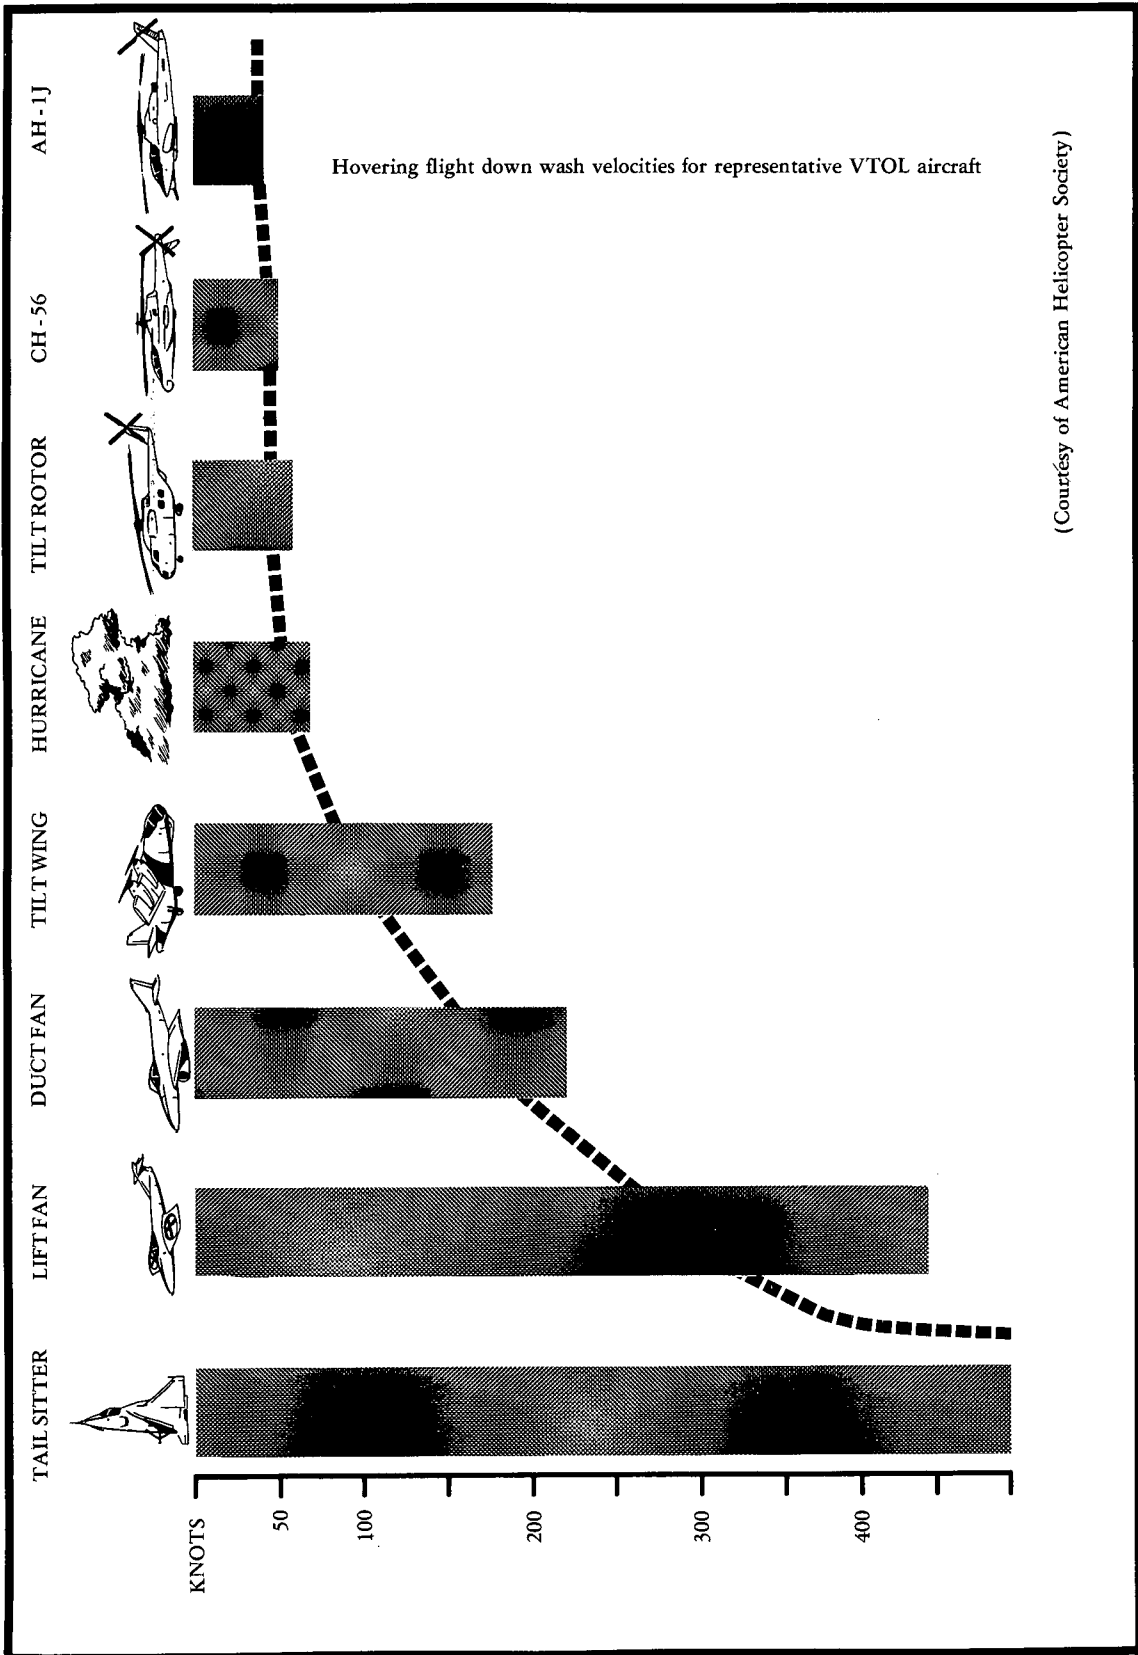 TAIL SITTER
LIFT FAN
DUCT FAN
TILT WING
HURRICANE
TILT ROTOR
CH - 56
AH - 1J
KNOTS
50
100
200
300
400
Hovering flight down wash velocities for representative VTOL aircraft
(Courtesy of American Helicopter Society)